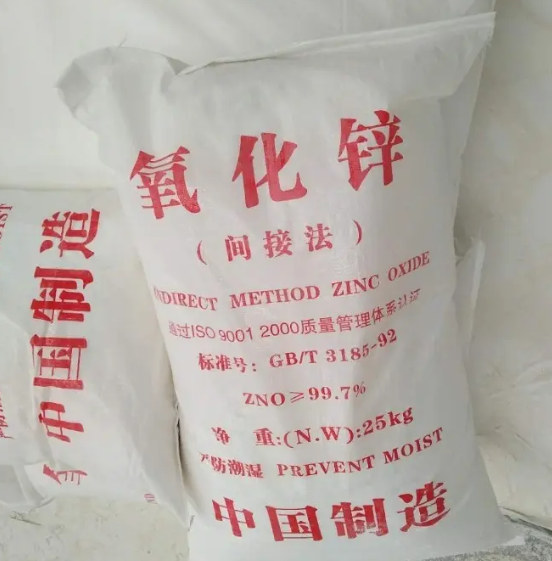 氧化锌
(间接法)
INDIRECT METHOD ZINC OXIDE
通过ISO 9001 2000质量管理体系认证
标准号: GB/T 3185-92
ZNO≥99.7%
净 重:(N.W):25kg
严防潮湿 PREVENT MOIST
中国制造
中国制造